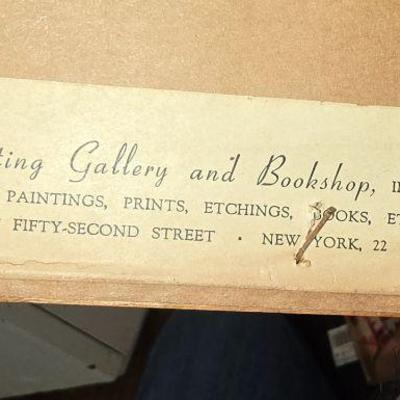 ting Gallery and Bookshop, I
PAINTINGS, PRINTS, ETCHINGS, BOOKS, ET
FIFTY-SECOND STREET · NEW YORK, 22